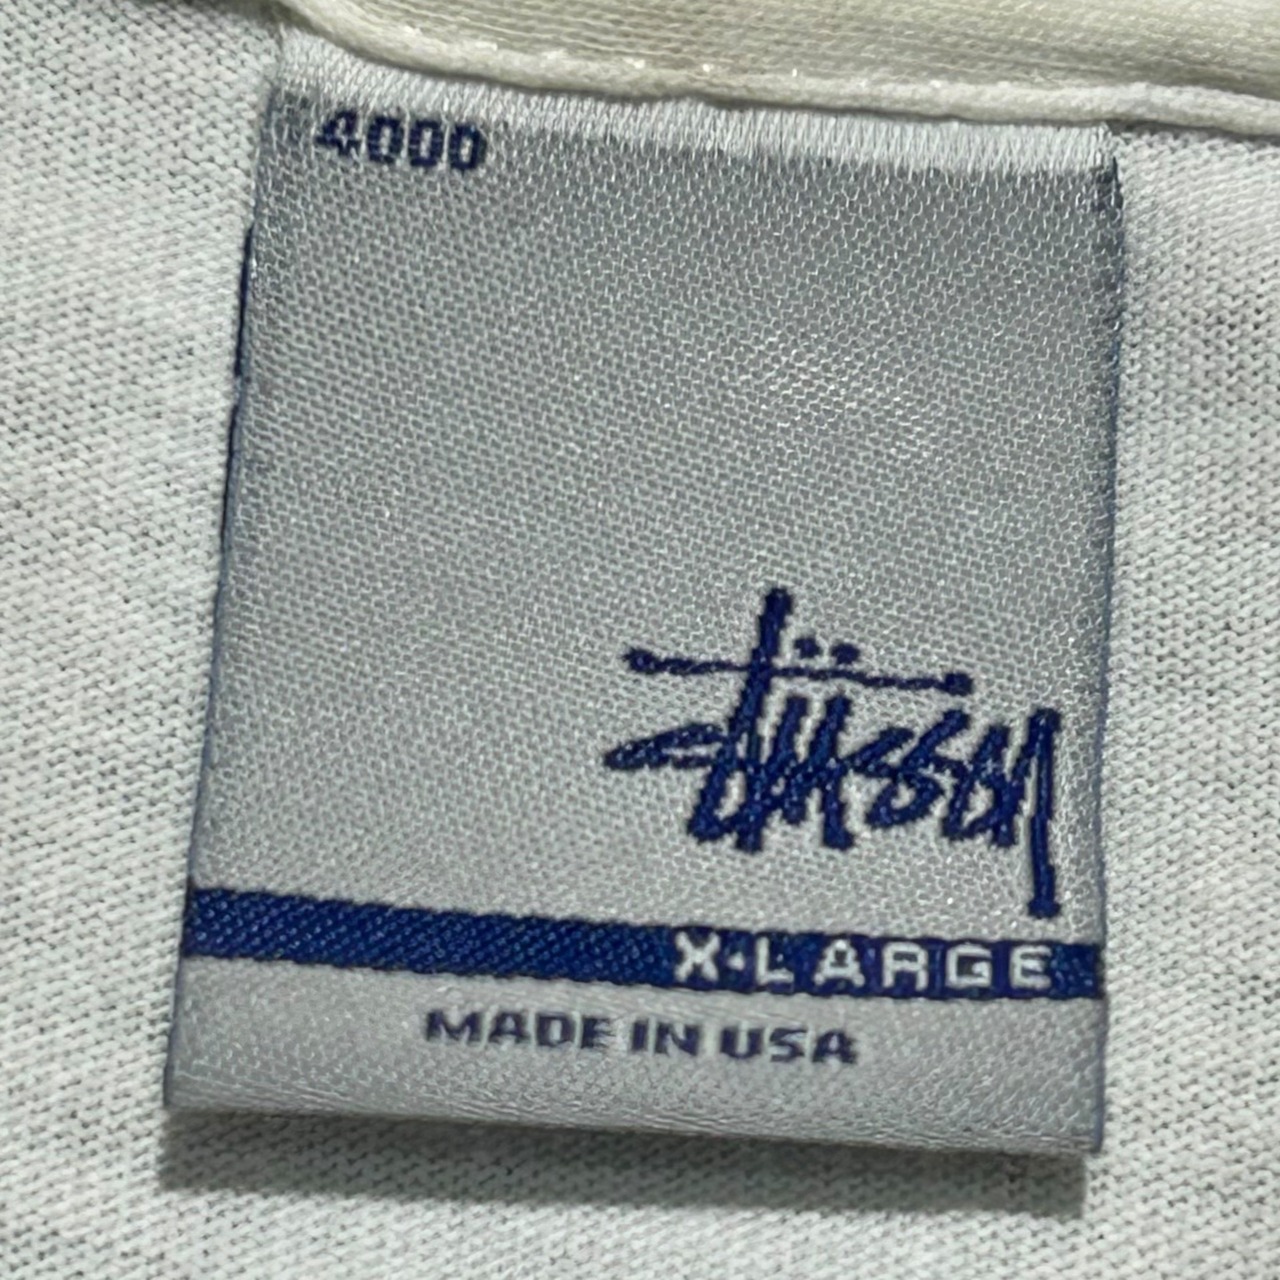 4000
Stüssy
X-LARGE
MADE IN USA